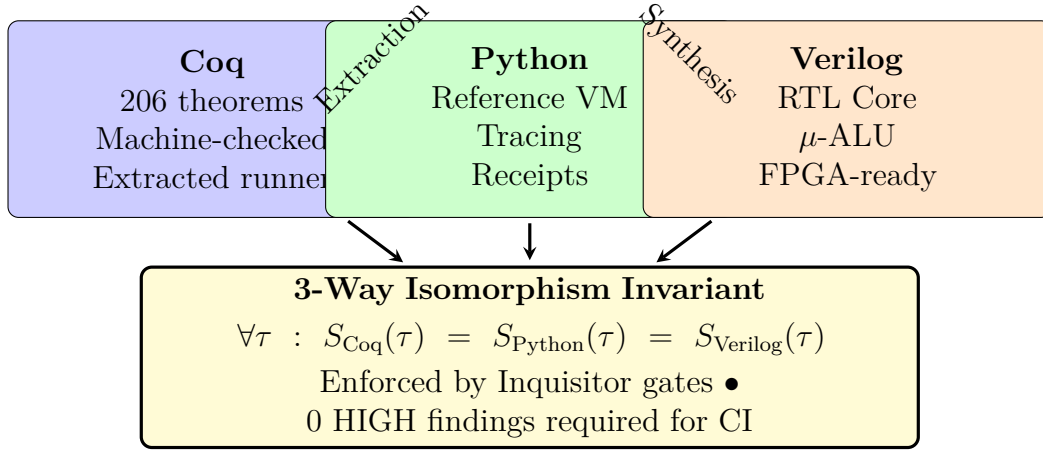 Coq
206 theorems
Machine-checked
Extracted runner
Extraction
Python
Reference VM
Tracing
Receipts
Synthesis
Verilog
RTL Core
μ-ALU
FPGA-ready
3-Way Isomorphism Invariant
∀τ : S_Coq(τ) = S_Python(τ) = S_Verilog(τ)
Enforced by Inquisitor gates •
0 HIGH findings required for CI